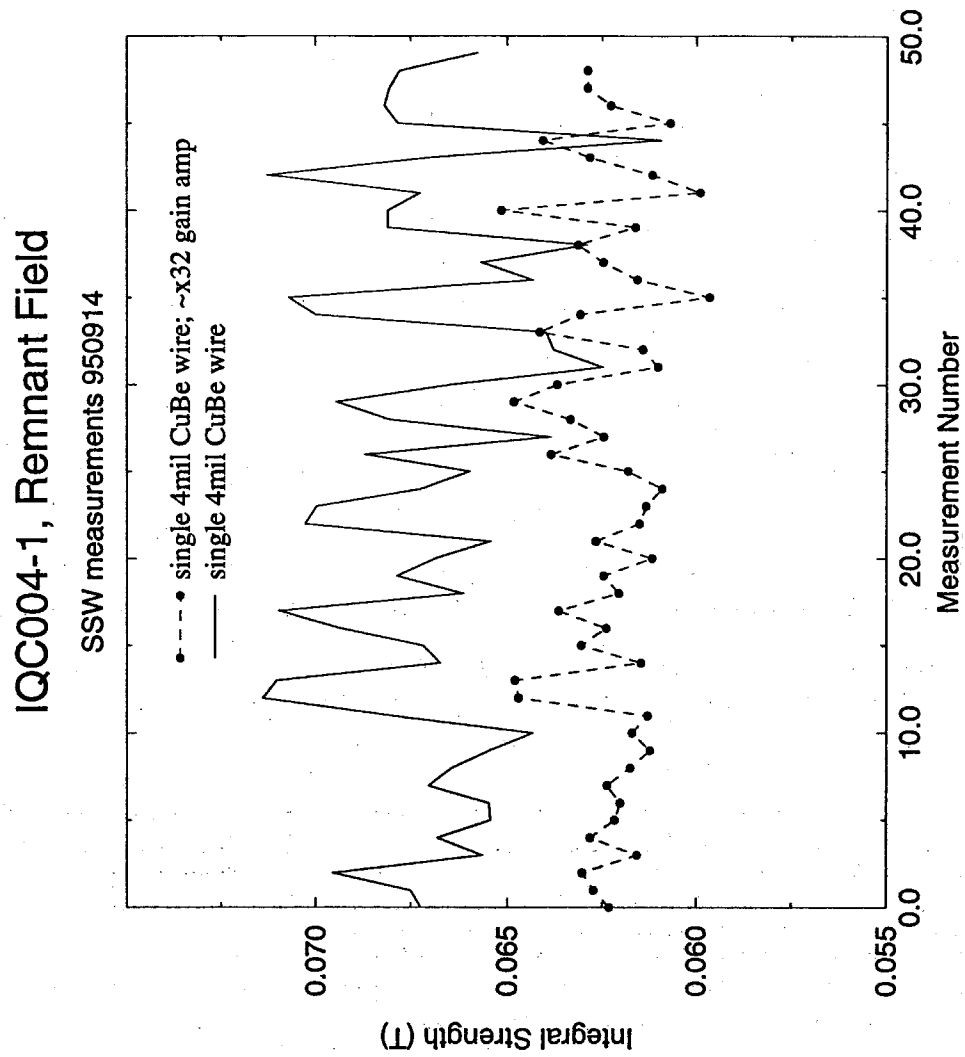 IQC004-1, Remnant Field
SSW measurements 950914
single 4mil CuBe wire; ~x32 gain amp
single 4mil CuBe wire
Integral Strength (T)
0.070
0.065
0.060
0.055
0.0
10.0
20.0
30.0
40.0
50.0
Measurement Number